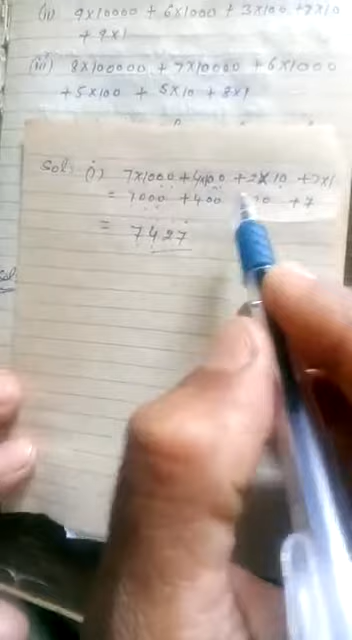 (ii) 9x10000 + 6x1000 + 3x100 + 7x10
+ 9x1
(iii) 8x100000 + 7x10000 + 6x1000
+ 5x100 + 5x10 + 8x1
Sol: (i) 7x1000 + 4x100 + 2x10 + 7x1
= 7000 + 400 20 + 7
= 7427